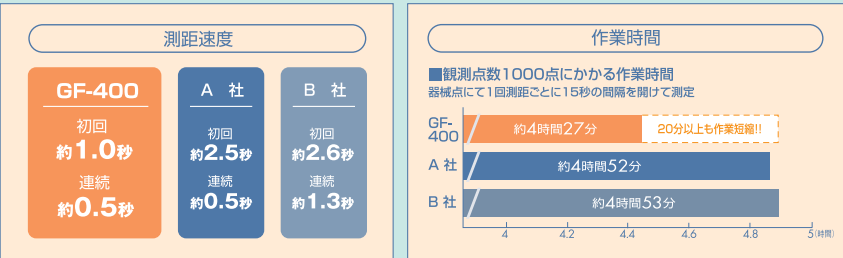 測距速度
GF-400
初回
約1.0秒
連続
約0.5秒
A 社
初回
約2.5秒
連続
約0.5秒
B 社
初回
約2.6秒
連続
約1.3秒
作業時間
■観測点数1000点にかかる作業時間
器械点にて1回測距ごとに15秒の間隔を開けて測定
GF-
400
約4時間27分
20分以上も作業短縮!!
A 社
約4時間52分
B 社
約4時間53分
4 4.2 4.4 4.6 4.8 5(時間)